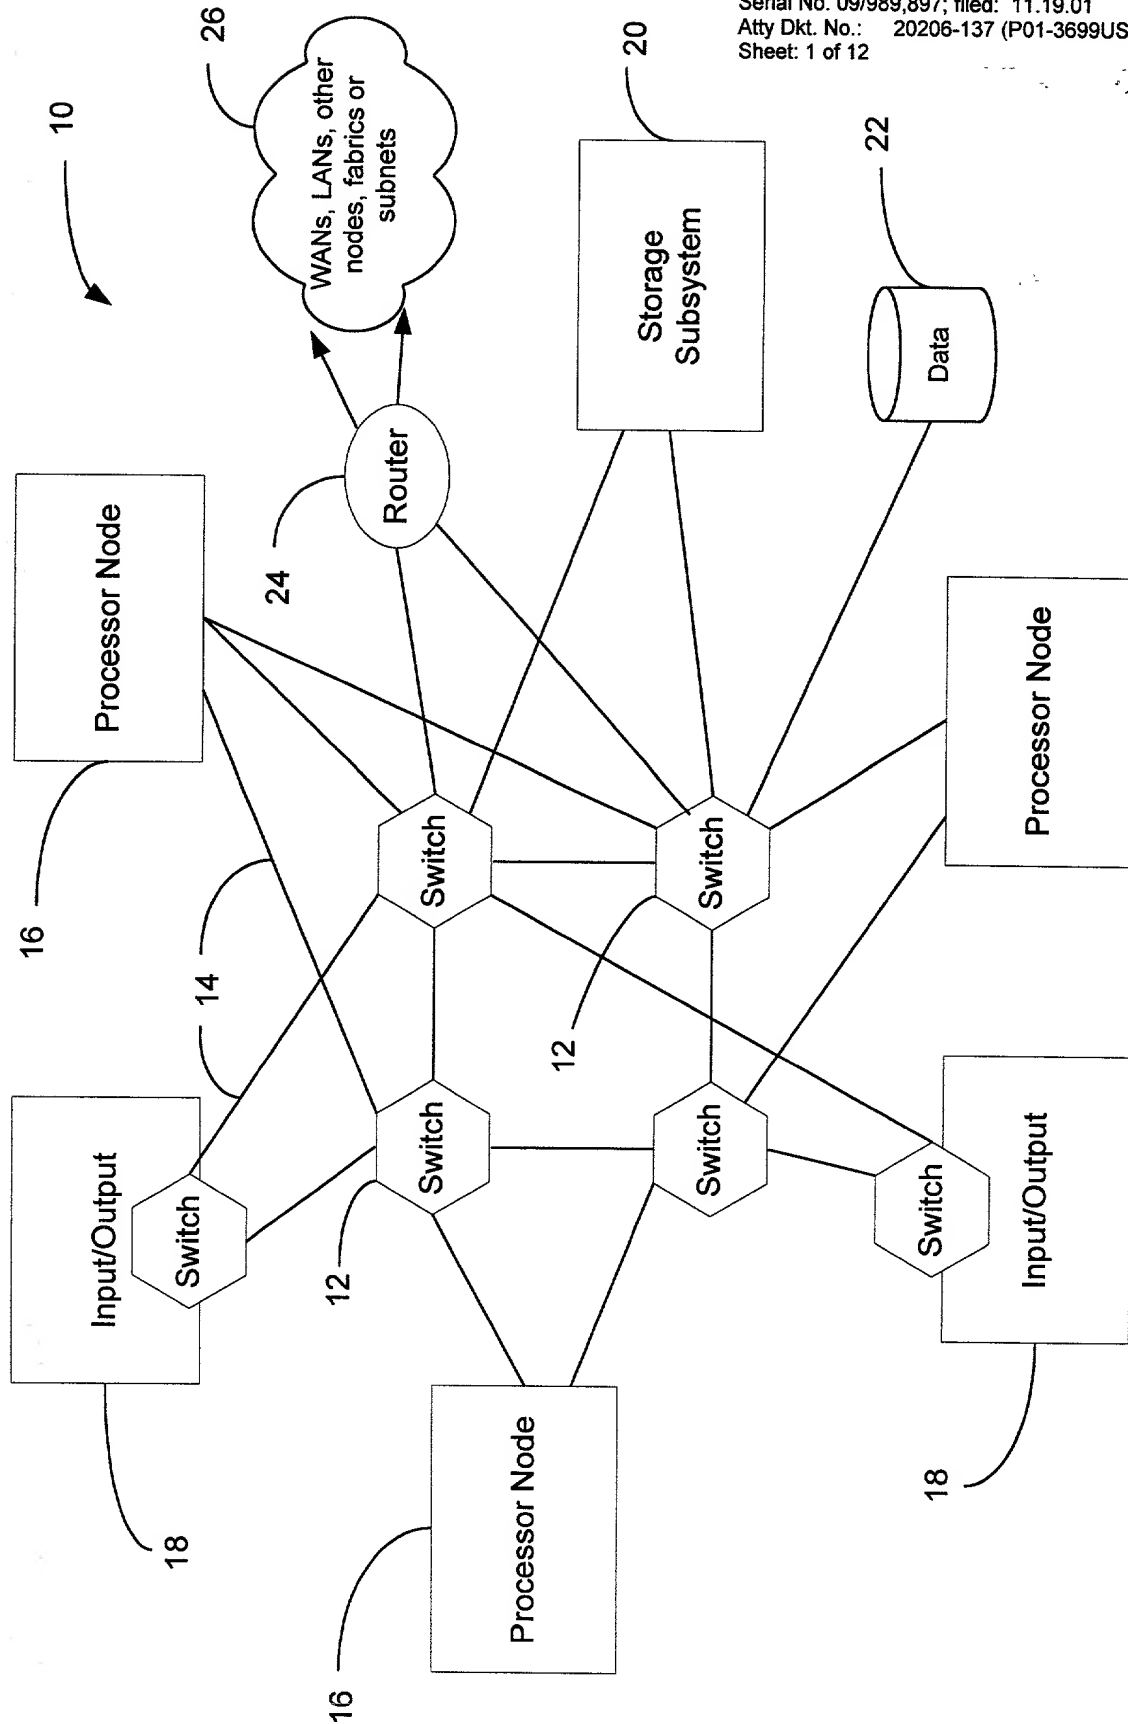 Serial No. 09/989,897; filed: 11.19.01
Atty Dkt. No.: 20206-137 (P01-3699US
Sheet: 1 of 12
10
26
WANs, LANs, other
nodes, fabrics or
subnets
20
Storage
Subsystem
22
Data
24
Router
16
Processor Node
14
18
Input/Output
Switch
Switch
Switch
12
12
Switch
Switch
Processor Node
16
Processor Node
18
Input/Output
Switch
12